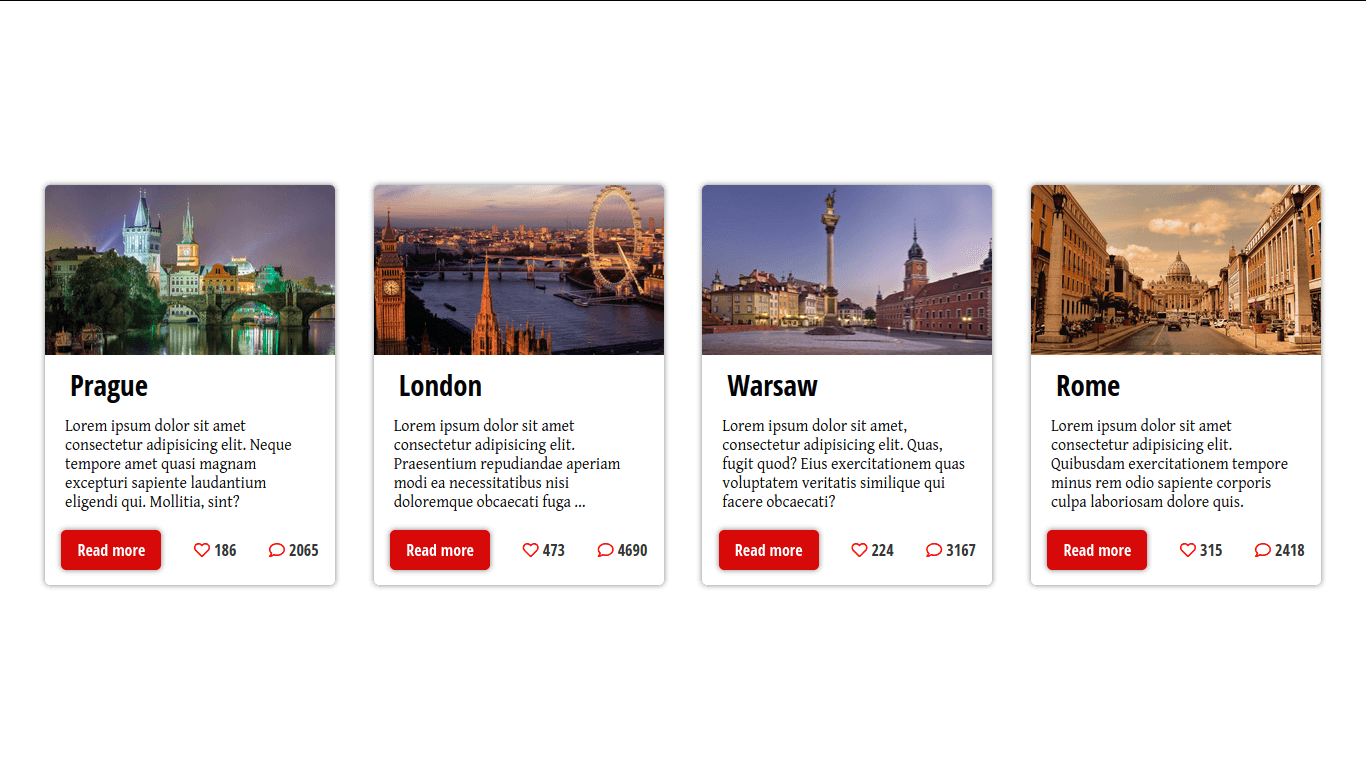 Prague
Lorem ipsum dolor sit amet
consectetur adipisicing elit. Neque
tempore amet quasi magnam
excepturi sapiente laudantium
eligendi qui. Mollitia, sint?
Read more
186
2065
London
Lorem ipsum dolor sit amet
consectetur adipisicing elit.
Praesentium repudiandae aperiam
modi ea necessitatibus nisi
doloremque obcaecati fuga ...
Read more
473
4690
Warsaw
Lorem ipsum dolor sit amet,
consectetur adipisicing elit. Quas,
fugit quod? Eius exercitationem quas
voluptatem veritatis similique qui
facere obcaecati?
Read more
224
3167
Rome
Lorem ipsum dolor sit amet
consectetur adipisicing elit.
Quibusdam exercitationem tempore
minus rem odio sapiente corporis
culpa laboriosam dolore quis.
Read more
315
2418